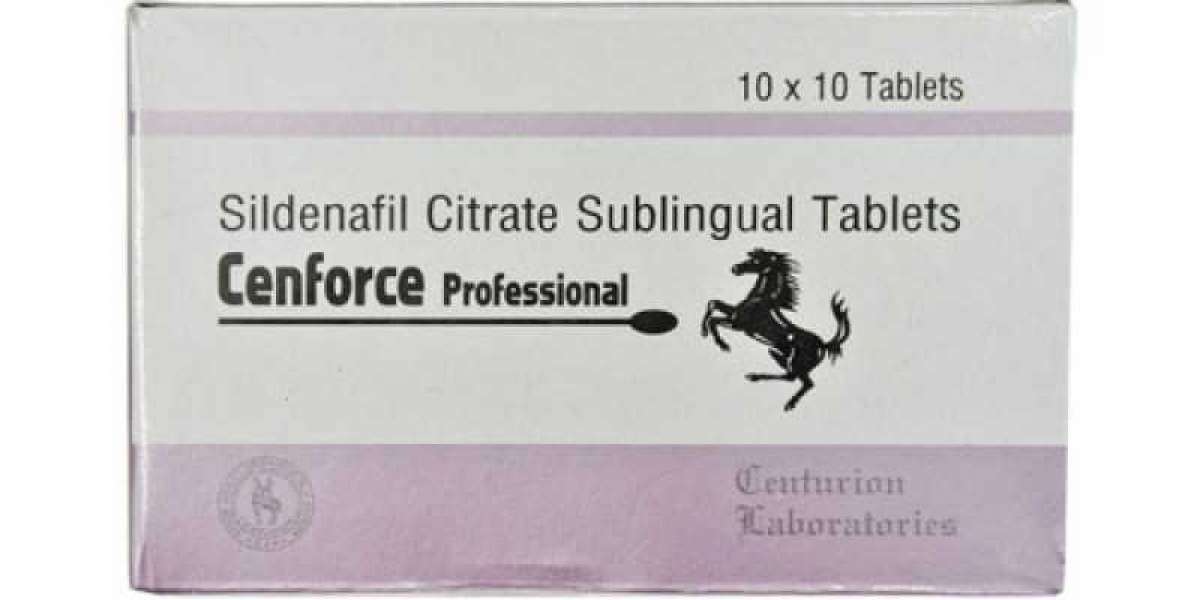 10 x 10 Tablets
Sildenafil Citrate Sublingual Tablets
Cenforce Professional
Centurion
Laboratories